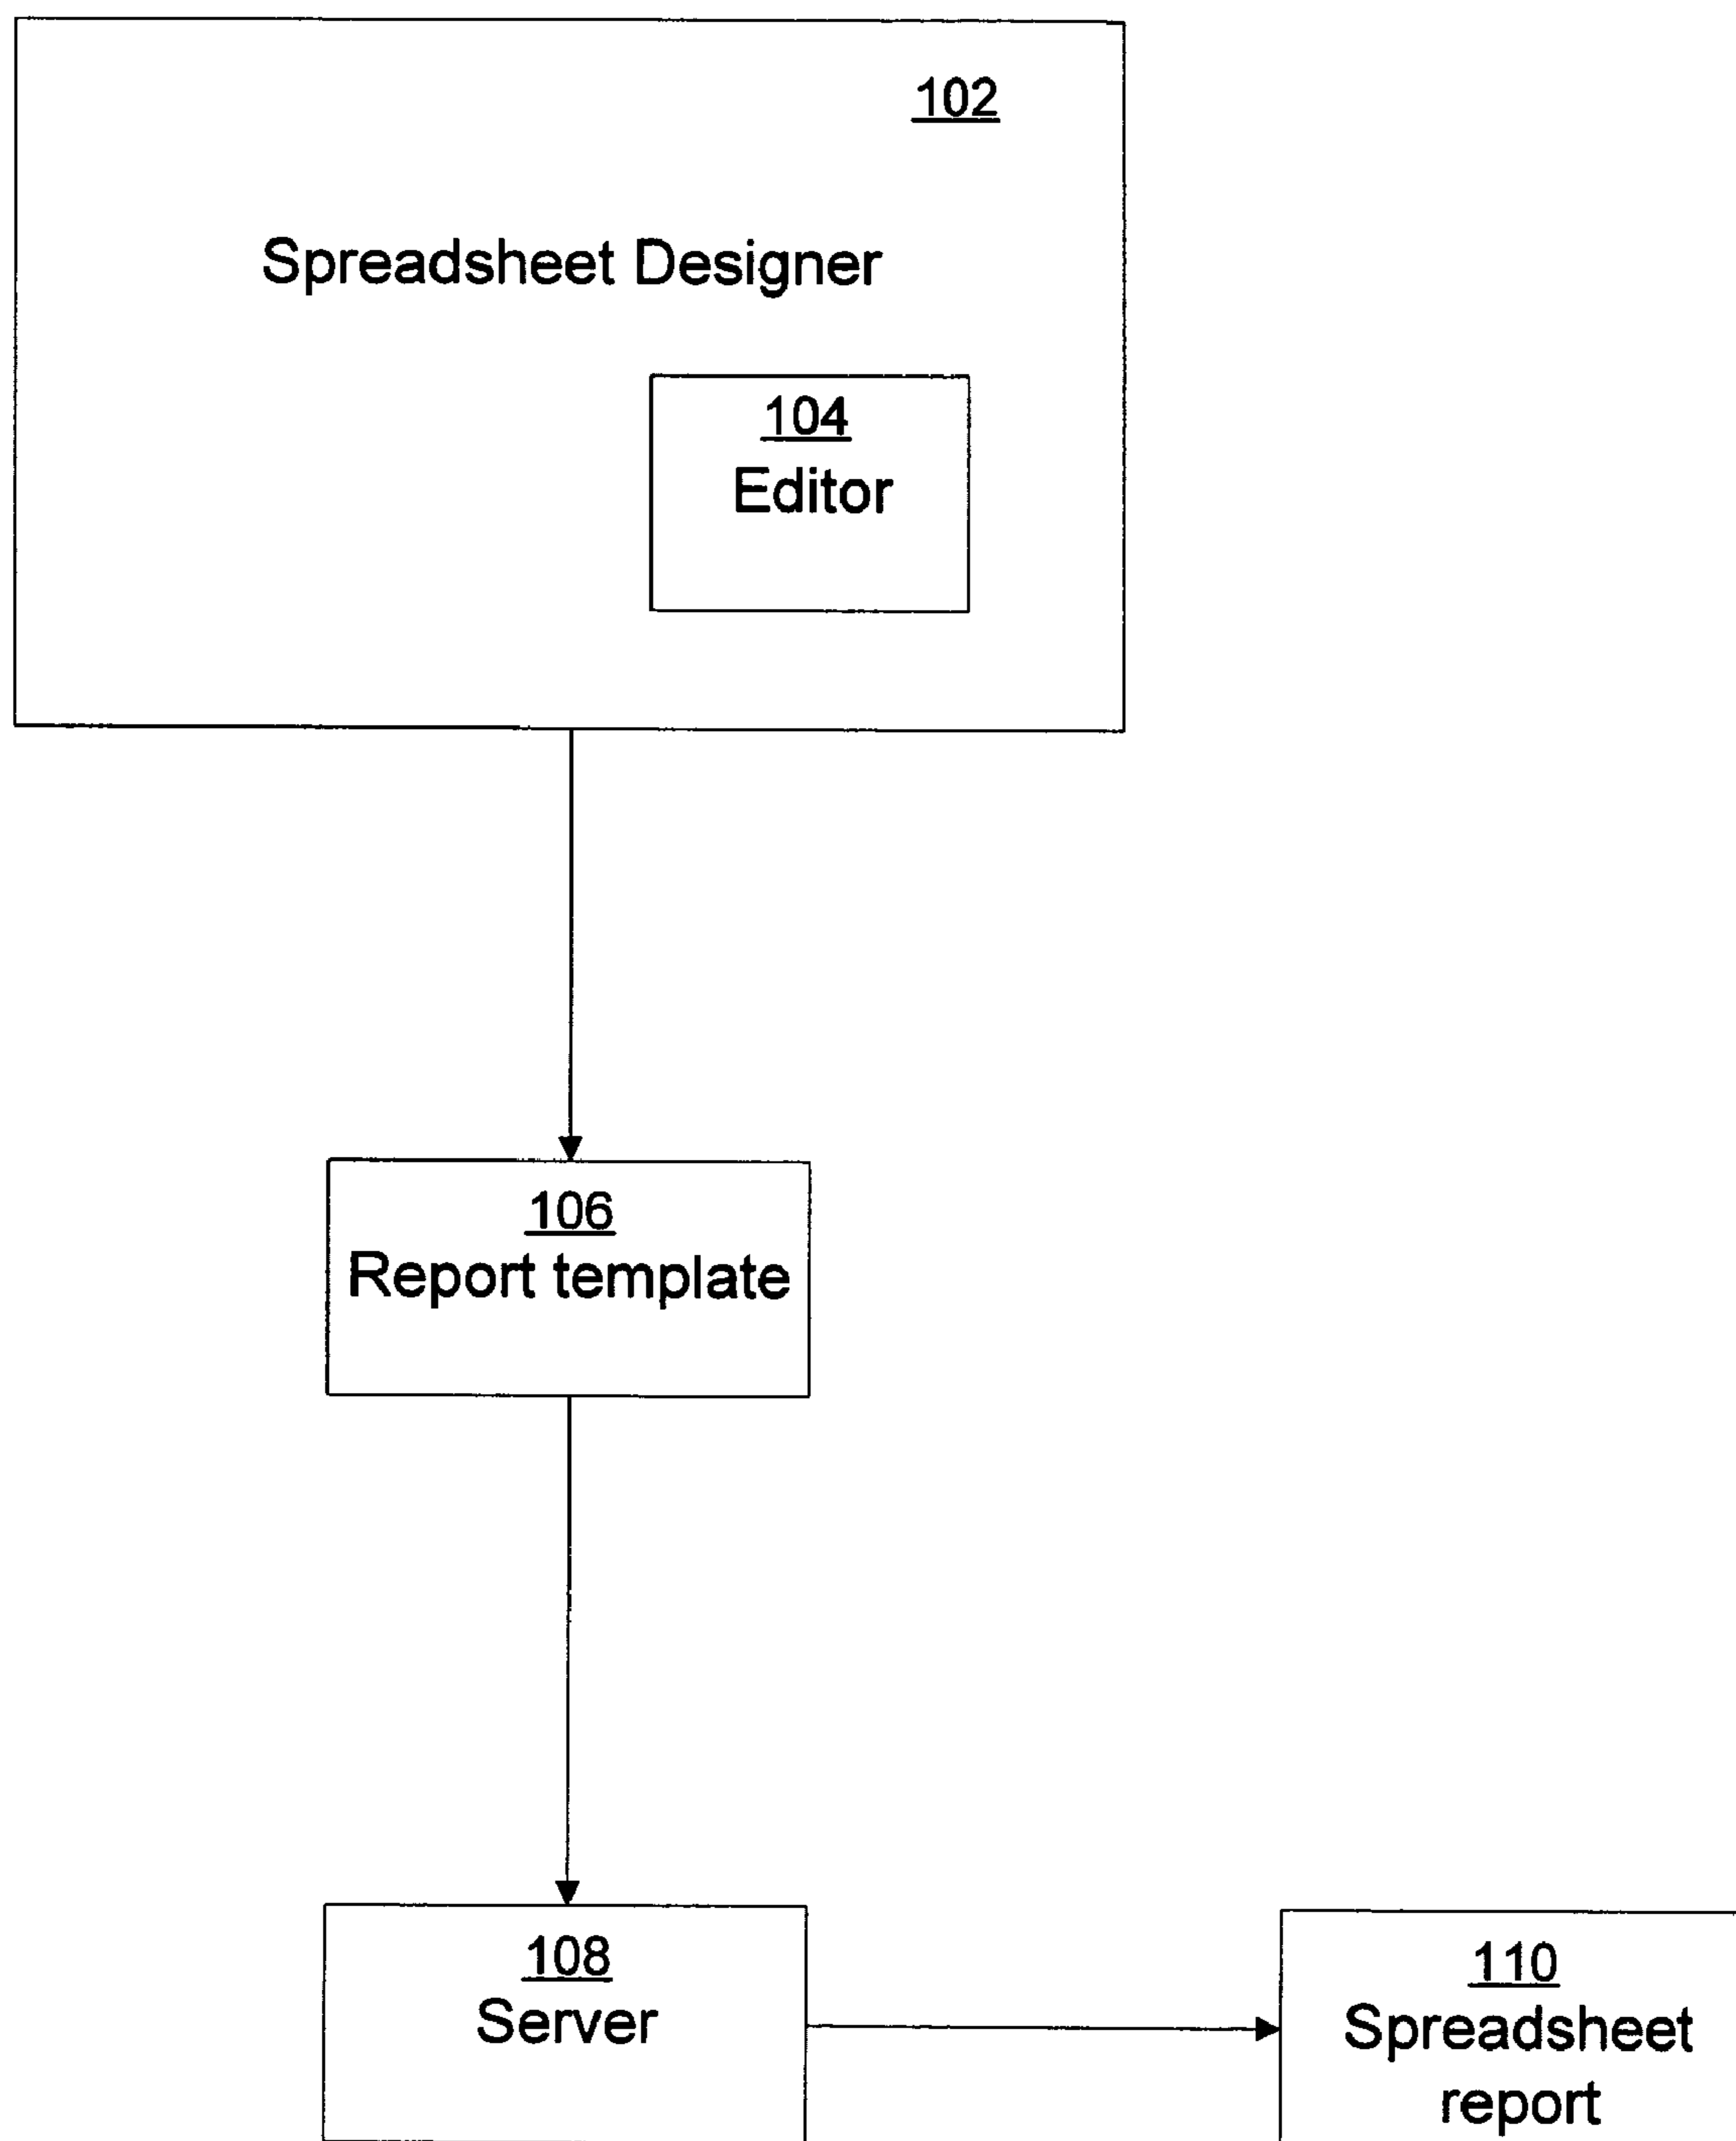 102
Spreadsheet Designer
104
Editor
106
Report template
108
Server
110
Spreadsheet
report